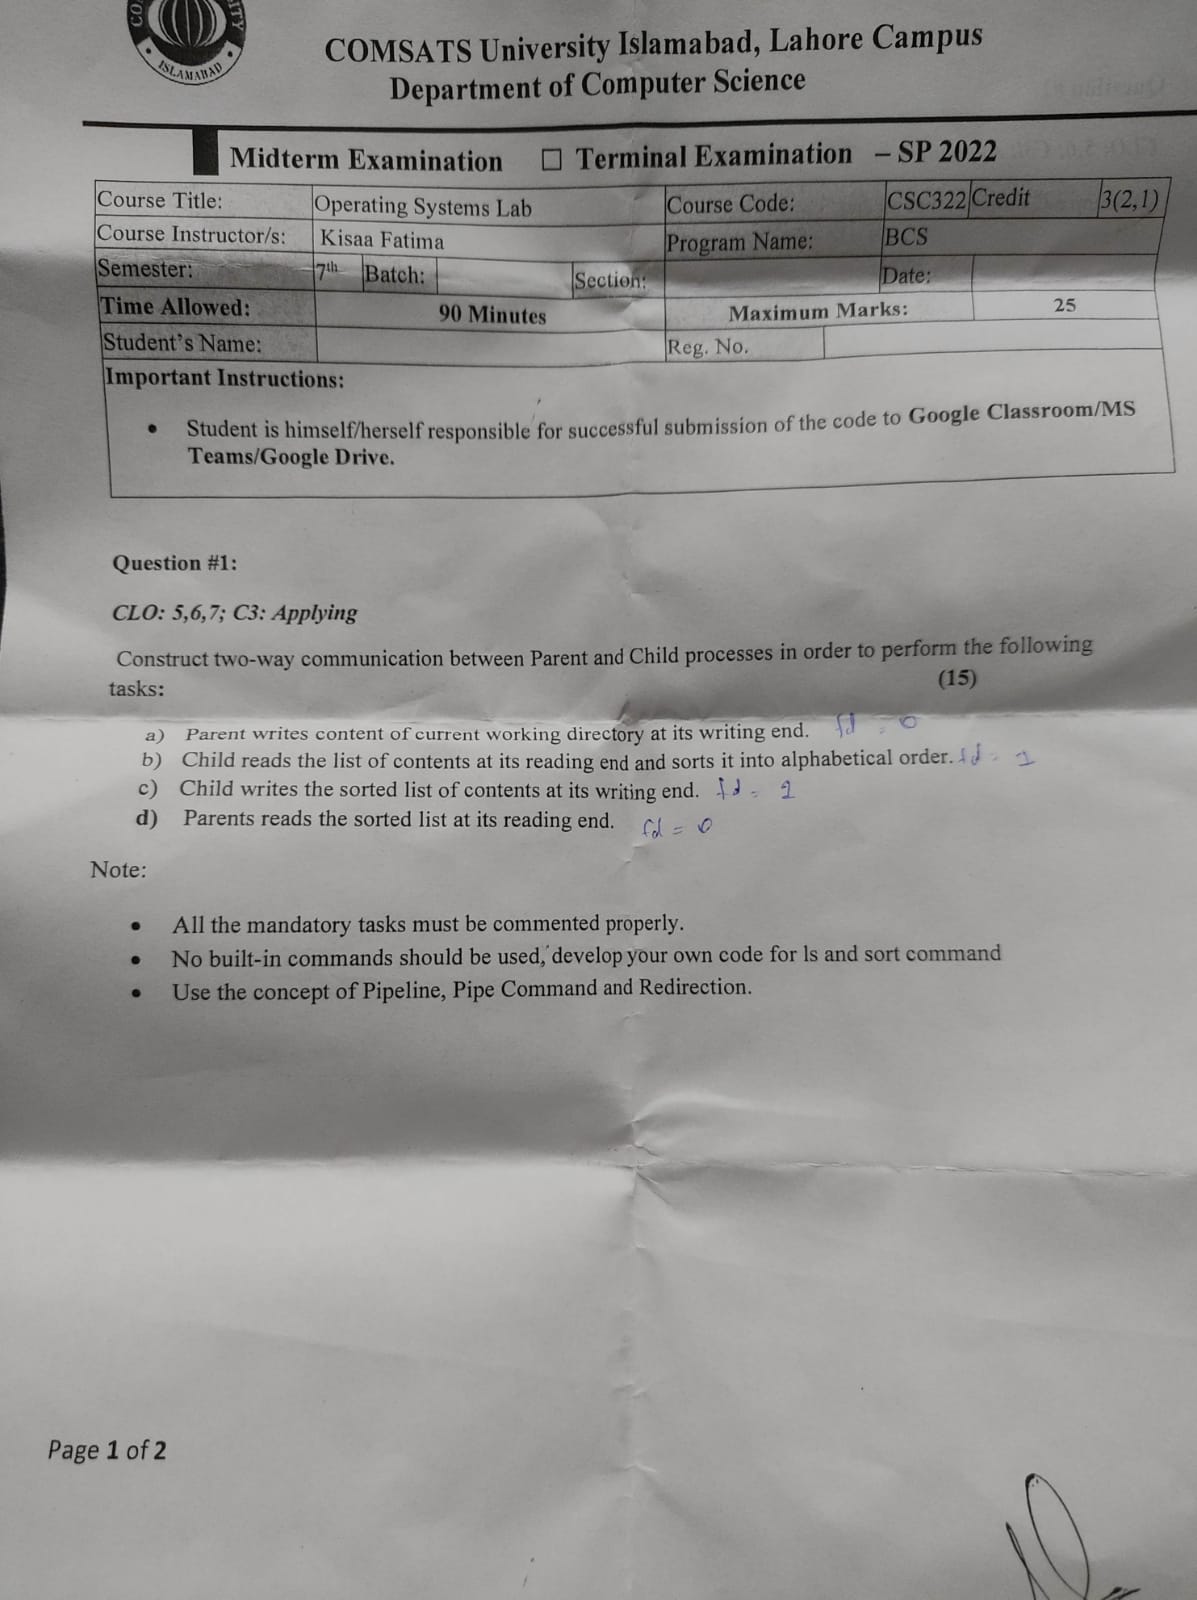 ISLAMABAD
COMSATS University Islamabad, Lahore Campus
Department of Computer Science
Midterm Examination ☐ Terminal Examination – SP 2022
Course Title: Operating Systems Lab Course Code: CSC322 Credit 3(2,1)
Course Instructor/s: Kisaa Fatima Program Name: BCS
Semester: 7th Batch: Section: Date:
Time Allowed: 90 Minutes Maximum Marks: 25
Student's Name: Reg. No.
Important Instructions:
• Student is himself/herself responsible for successful submission of the code to Google Classroom/MS
Teams/Google Drive.
Question #1:
CLO: 5,6,7; C3: Applying
Construct two-way communication between Parent and Child processes in order to perform the following
tasks: (15)
a) Parent writes content of current working directory at its writing end. fd = 0
b) Child reads the list of contents at its reading end and sorts it into alphabetical order. fd = 1
c) Child writes the sorted list of contents at its writing end. fd = 1
d) Parents reads the sorted list at its reading end. fd = 0
Note:
• All the mandatory tasks must be commented properly.
• No built-in commands should be used, develop your own code for ls and sort command
• Use the concept of Pipeline, Pipe Command and Redirection.
Page 1 of 2